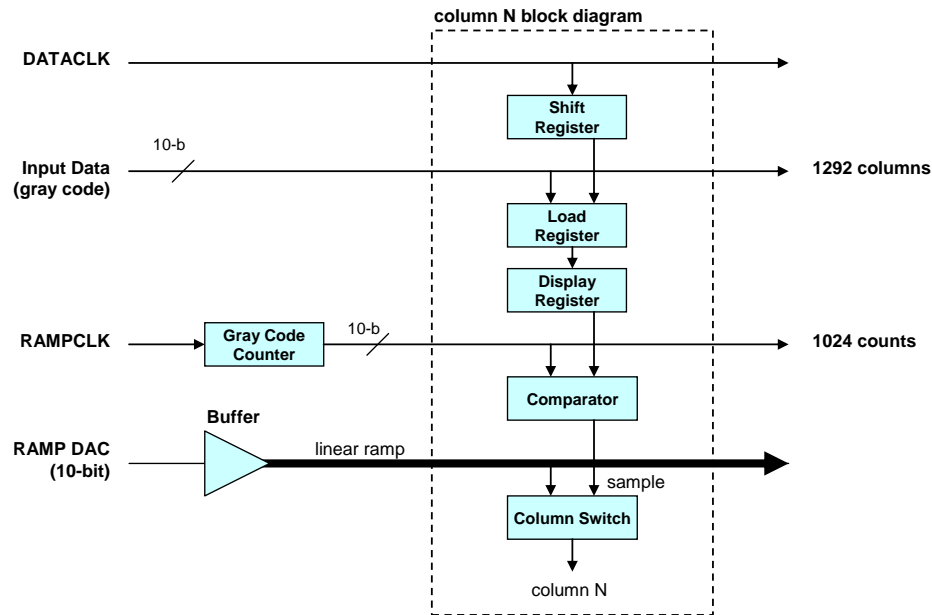 column N block diagram
DATACLK
Shift
Register
10-b
Input Data
(gray code)
1292 columns
Load
Register
Display
Register
RAMPCLK
Gray Code
Counter
10-b
1024 counts
Comparator
Buffer
RAMP DAC
(10-bit)
linear ramp
sample
Column Switch
column N